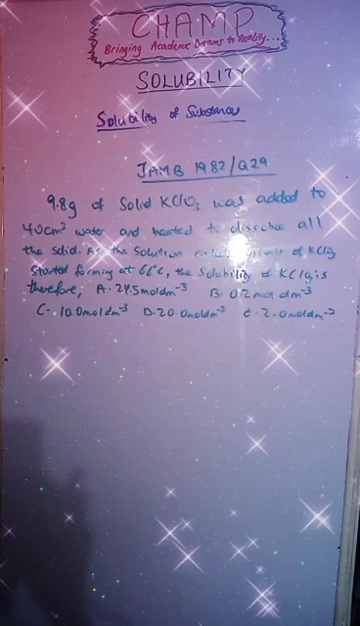 CHAMP
Bringing Academic Dreams to Reality...
SOLUBILITY
Solubility of Substances
JAMB 1982/Q29
9.8g of Solid KClO3 was added to
40cm³ water and heated to dissolve all
the solid. As the Solution of KClO3
Started forming at 66°C, the Solubility of KClO3 is
therefore, A. 24.5moldm⁻³ B. 0.2mol dm⁻³
C. 10.0moldm⁻³ D. 20.0moldm⁻³ E. 2.0moldm⁻³